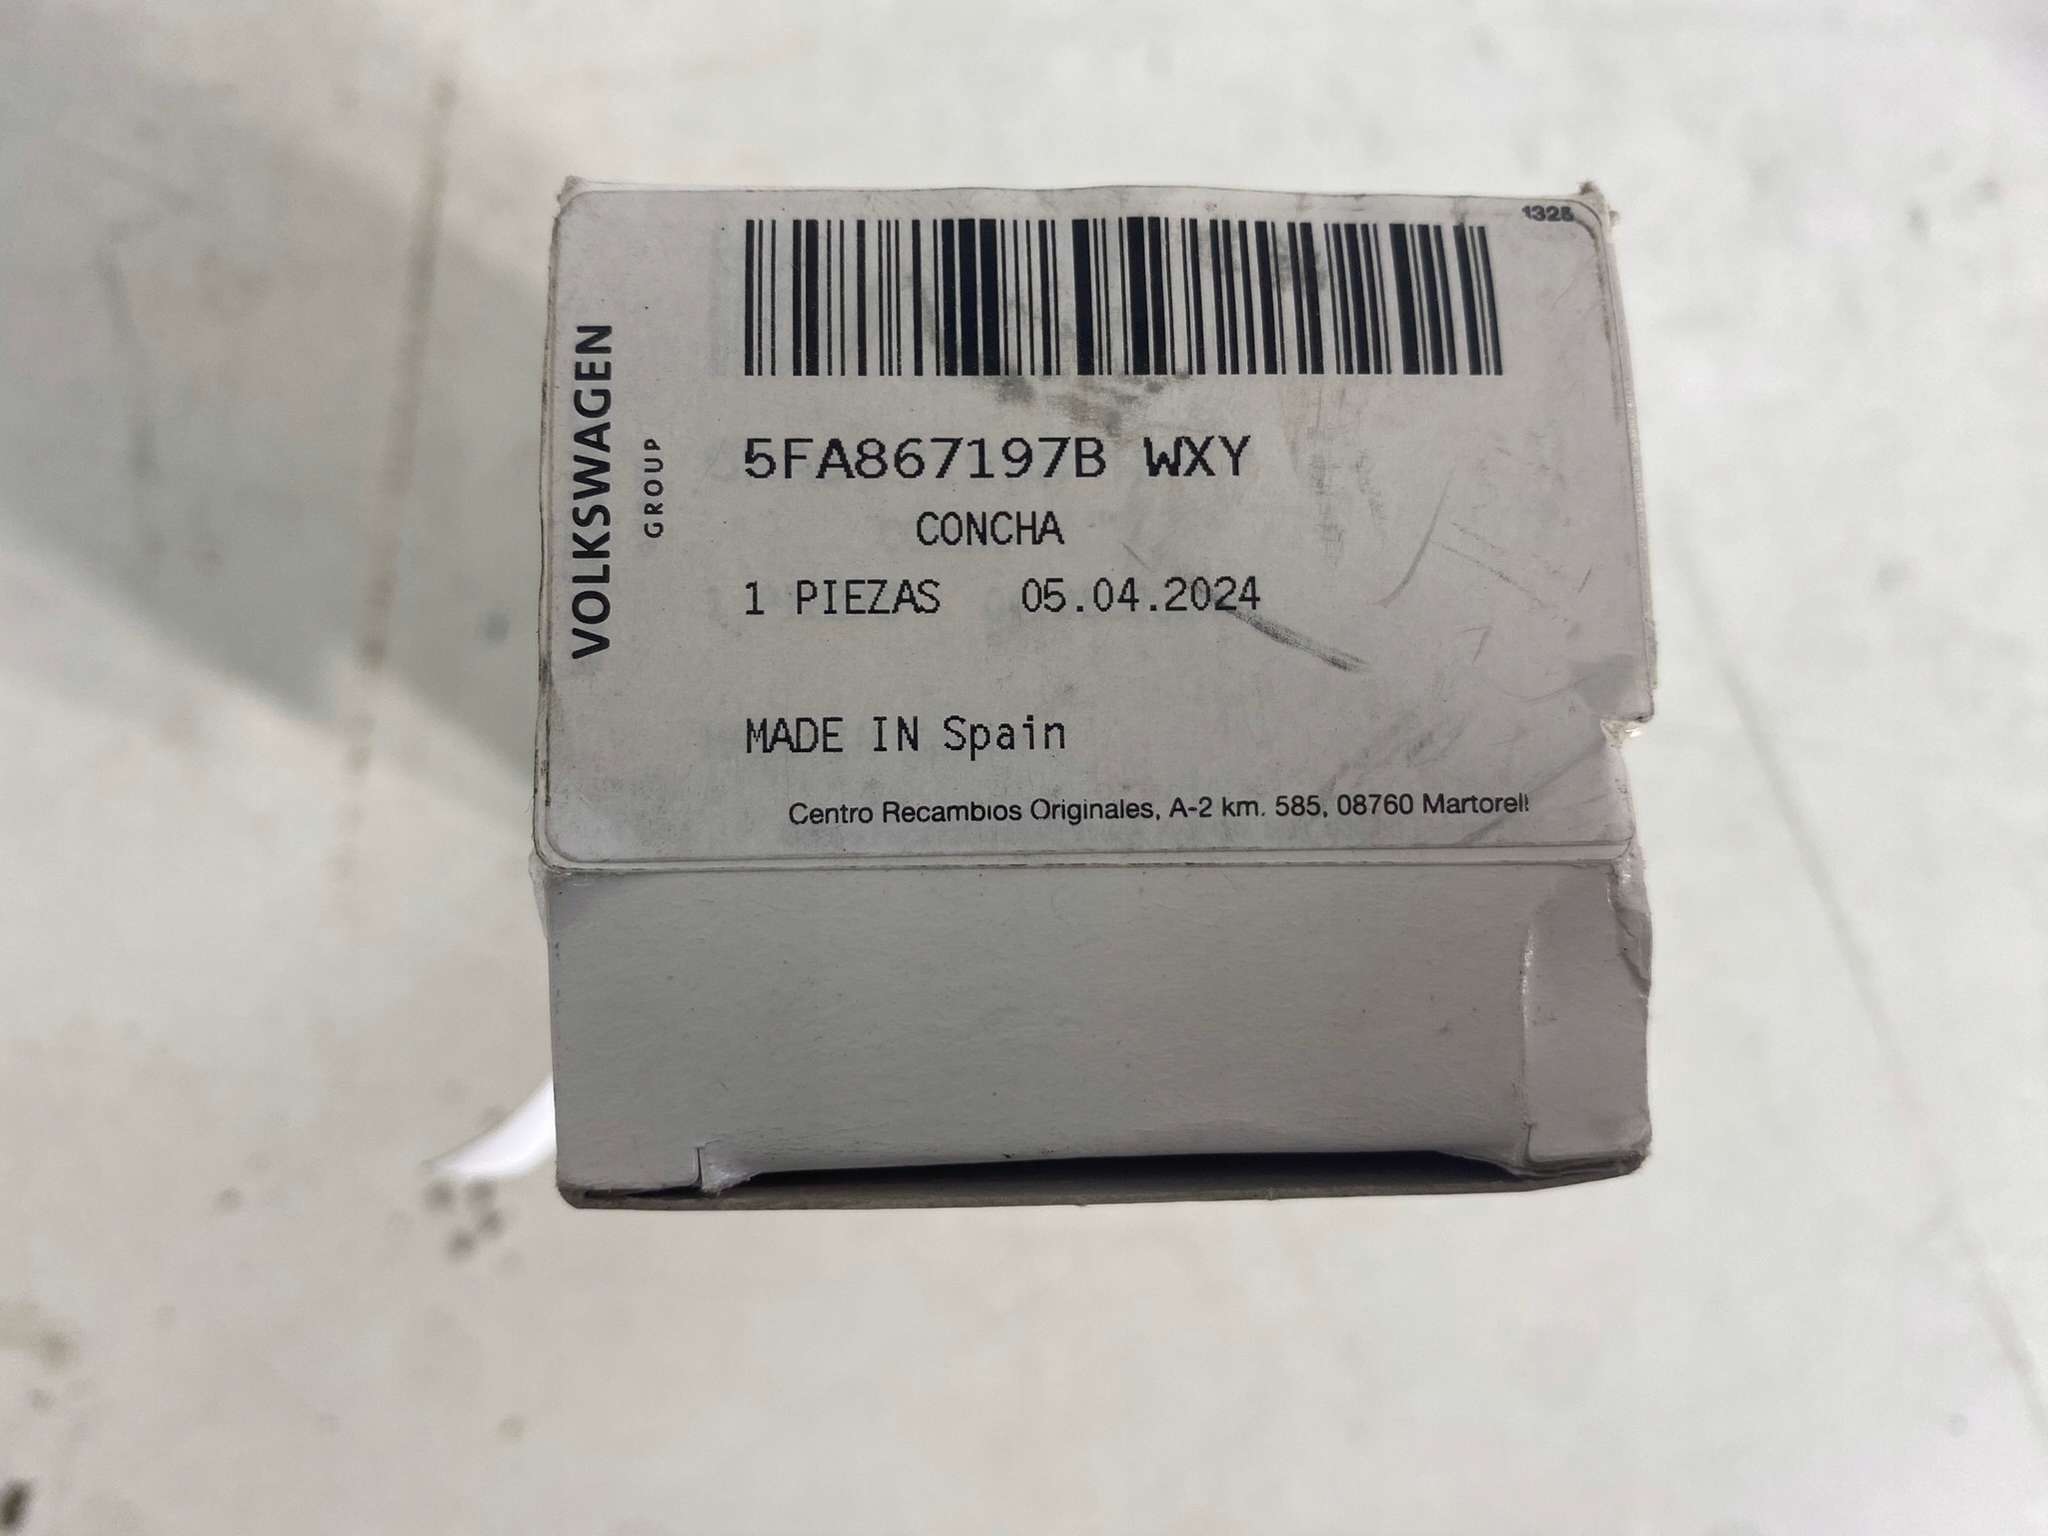 1325
VOLKSWAGEN
GROUP
5FA867197B WXY
CONCHA
1 PIEZAS 05.04.2024
MADE IN Spain
Centro Recambios Originales, A-2 km. 585, 08760 Martorell